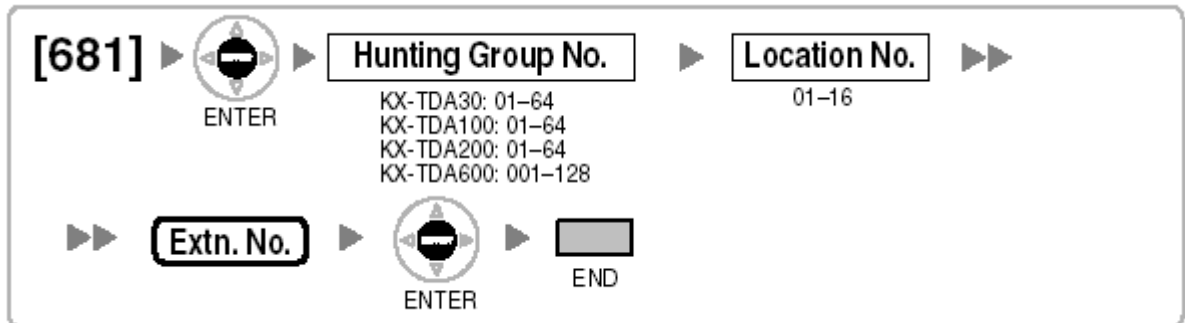 [681] ENTER Hunting Group No. Location No.
KX-TDA30: 01–64
KX-TDA100: 01–64
KX-TDA200: 01–64
KX-TDA600: 001–128
01–16
Extn. No. ENTER END